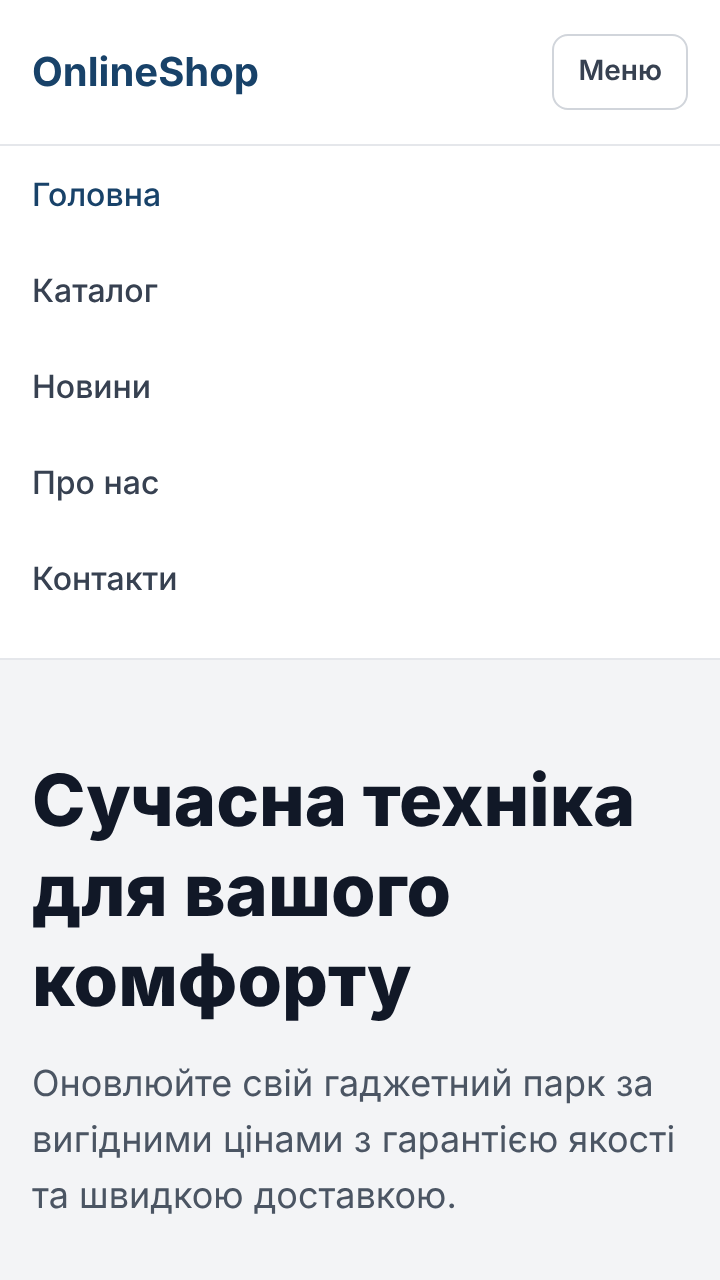 OnlineShop
Меню
Головна
Каталог
Новини
Про нас
Контакти
Сучасна техніка
для вашого
комфорту
Оновлюйте свій гаджетний парк за
вигідними цінами з гарантією якості
та швидкою доставкою.